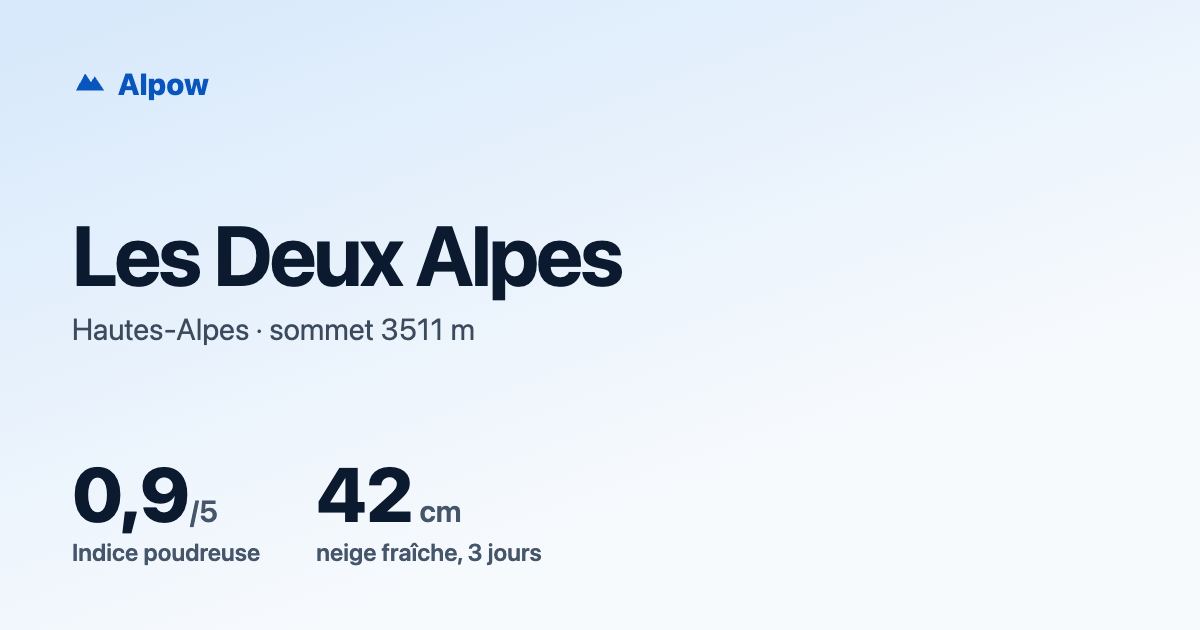 Alpow
Les Deux Alpes
Hautes-Alpes · sommet 3511 m
0,9/5
Indice poudreuse
42 cm
neige fraîche, 3 jours